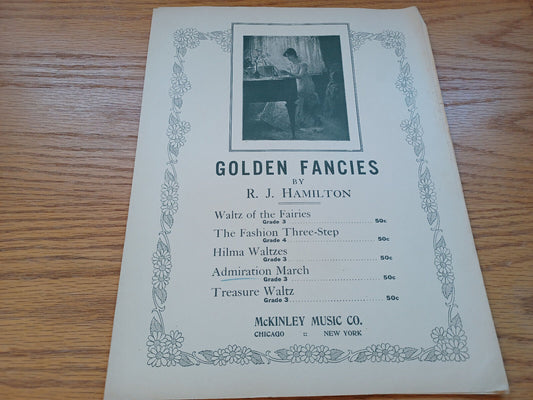 GOLDEN FANCIES
BY
R. J. HAMILTON
Waltz of the Fairies
Grade 3 ........................ 50c
The Fashion Three-Step
Grade 4 ........................ 50c
Hilma Waltzes
Grade 3 ........................ 50c
Admiration March
Grade 3 ........................ 50c
Treasure Waltz
Grade 3 ........................ 50c
McKINLEY MUSIC CO.
CHICAGO :: NEW YORK